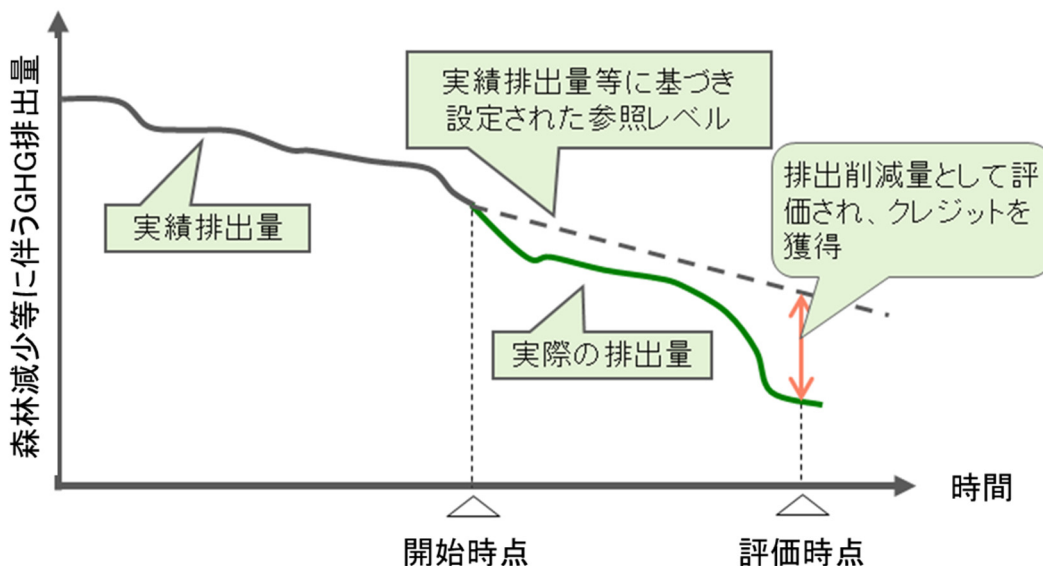 森林減少等に伴うGHG排出量
実績排出量等に基づき
設定された参照レベル
排出削減量として評
価され、クレジットを
獲得
実績排出量
実際の排出量
時間
開始時点
評価時点